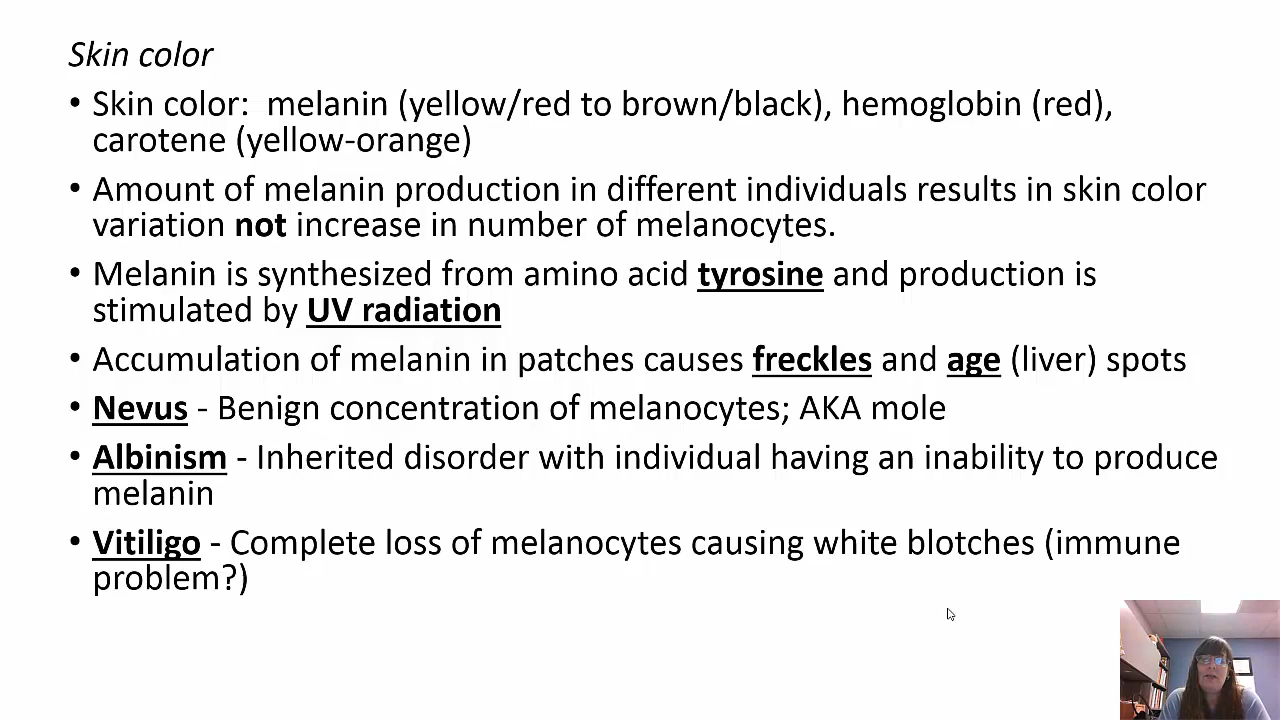 Skin color
• Skin color:  melanin (yellow/red to brown/black), hemoglobin (red),
carotene (yellow-orange)
• Amount of melanin production in different individuals results in skin color
variation not increase in number of melanocytes.
• Melanin is synthesized from amino acid tyrosine and production is
stimulated by UV radiation
• Accumulation of melanin in patches causes freckles and age (liver) spots
• Nevus - Benign concentration of melanocytes; AKA mole
• Albinism - Inherited disorder with individual having an inability to produce
melanin
• Vitiligo - Complete loss of melanocytes causing white blotches (immune
problem?)